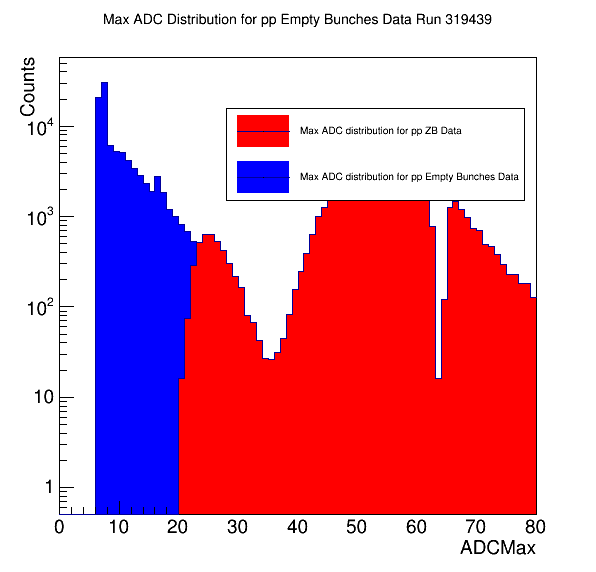 Max ADC Distribution for pp Empty Bunches Data Run 319439
Counts
Max ADC distribution for pp ZB Data
Max ADC distribution for pp Empty Bunches Data
10^4
10^3
10^2
10
1
0 10 20 30 40 50 60 70 80
ADCMax